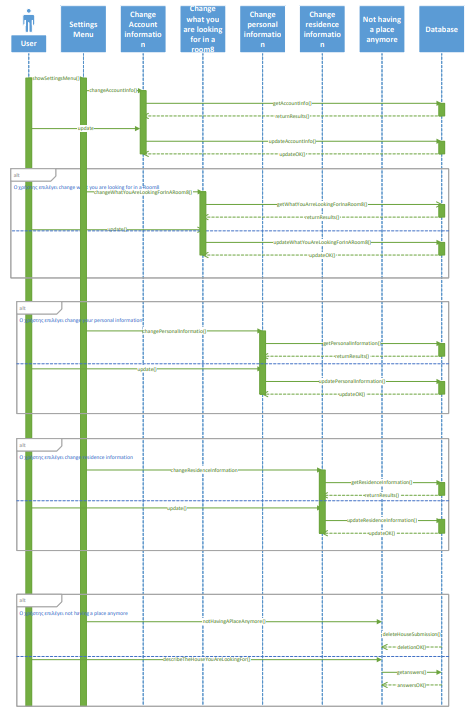 User
Settings
Menu
Change
Account
informatio
n
Change
what you
are looking
for in a
room8
Change
personal
informatio
n
Change
residence
informatio
n
Not having
a place
anymore
Database
showSettingsMenu()
changeAccountInfo()
getAccountInfo()
returnResults()
update
updateAccountInfo()
updateOK()
alt
Ο χρήστης επιλέγει change what you are looking for in a Room8
changeWhatYouAreLookingForInARoom8()
getWhatYouArreLookingForInaRoom8()
returnResults()
update()
updateWhatYouAreLookingForInARoom8()
updateOK()
alt
Ο χρήστης επιλέγει change your personal information
changePersonalInformation()
getPersonalInformation()
returnResults()
update()
updatePersonalInformation()
updateOK()
alt
Ο χρήστης επιλέγει change residence information
changeResidenceInformation
getResidenceInformation()
returnResults()
update()
updateResidenceInformation()
updateOK()
alt
Ο χρήστης επιλέγει not having a place anymore
notHavingAPlaceAnymore()
deleteHouseSubmission()
deletionOK()
describeTheHouseYouAreLookingFor()
getanswers()
answersOK()